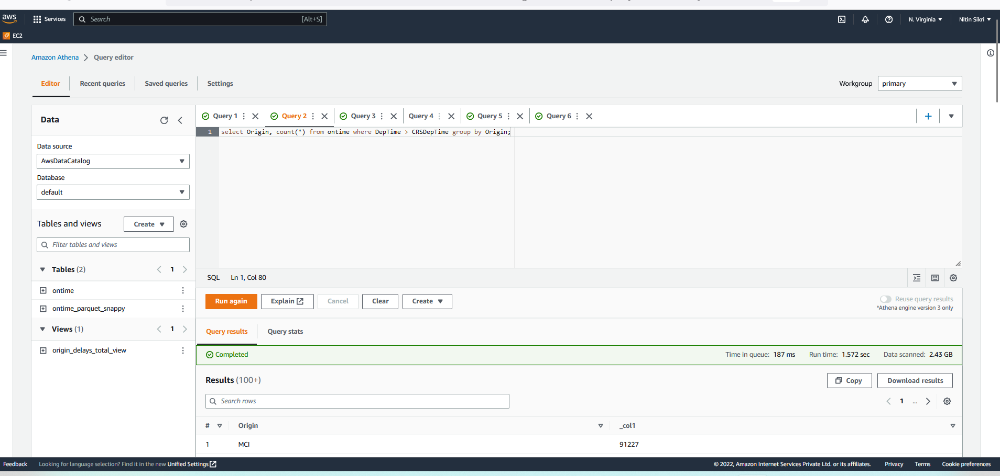 aws Services Search [Alt+S] N. Virginia Nitin Sikri
EC2
Amazon Athena Query editor
Editor Recent queries Saved queries Settings Workgroup primary
Data
Data source
AwsDataCatalog
Database
default
Tables and views Create
Filter tables and views
Tables (2) 1
ontime
ontime_parquet_snappy
Views (1) 1
origin_delays_total_view
Query 1 Query 2 Query 3 Query 4 Query 5 Query 6
1 select Origin, count(*) from ontime where DepTime > CRSDepTime group by Origin;
SQL Ln 1, Col 80
Run again Explain Cancel Clear Create
Reuse query results
*Athena engine version 3 only
Query results Query stats
Completed Time in queue: 187 ms Run time: 1.572 sec Data scanned: 2.43 GB
Results (100+) Copy Download results
Search rows 1 ...
# Origin _col1
1 MCI 91227
Feedback Looking for language selection? Find it in the new Unified Settings © 2022, Amazon Internet Services Private Ltd. or its affiliates. Privacy Terms Cookie preferences